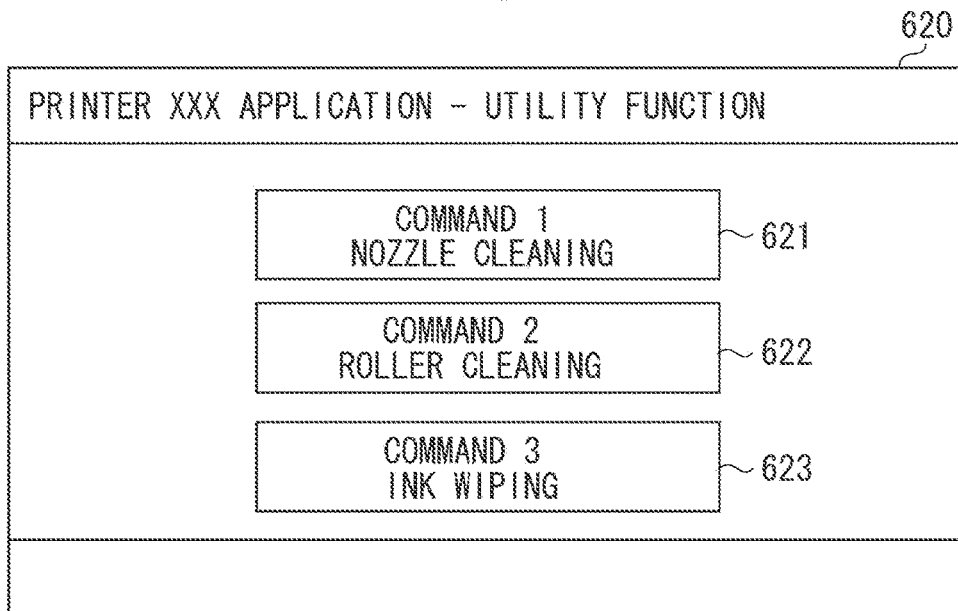 620
PRINTER XXX APPLICATION - UTILITY FUNCTION
COMMAND 1
NOZZLE CLEANING
621
COMMAND 2
ROLLER CLEANING
622
COMMAND 3
INK WIPING
623